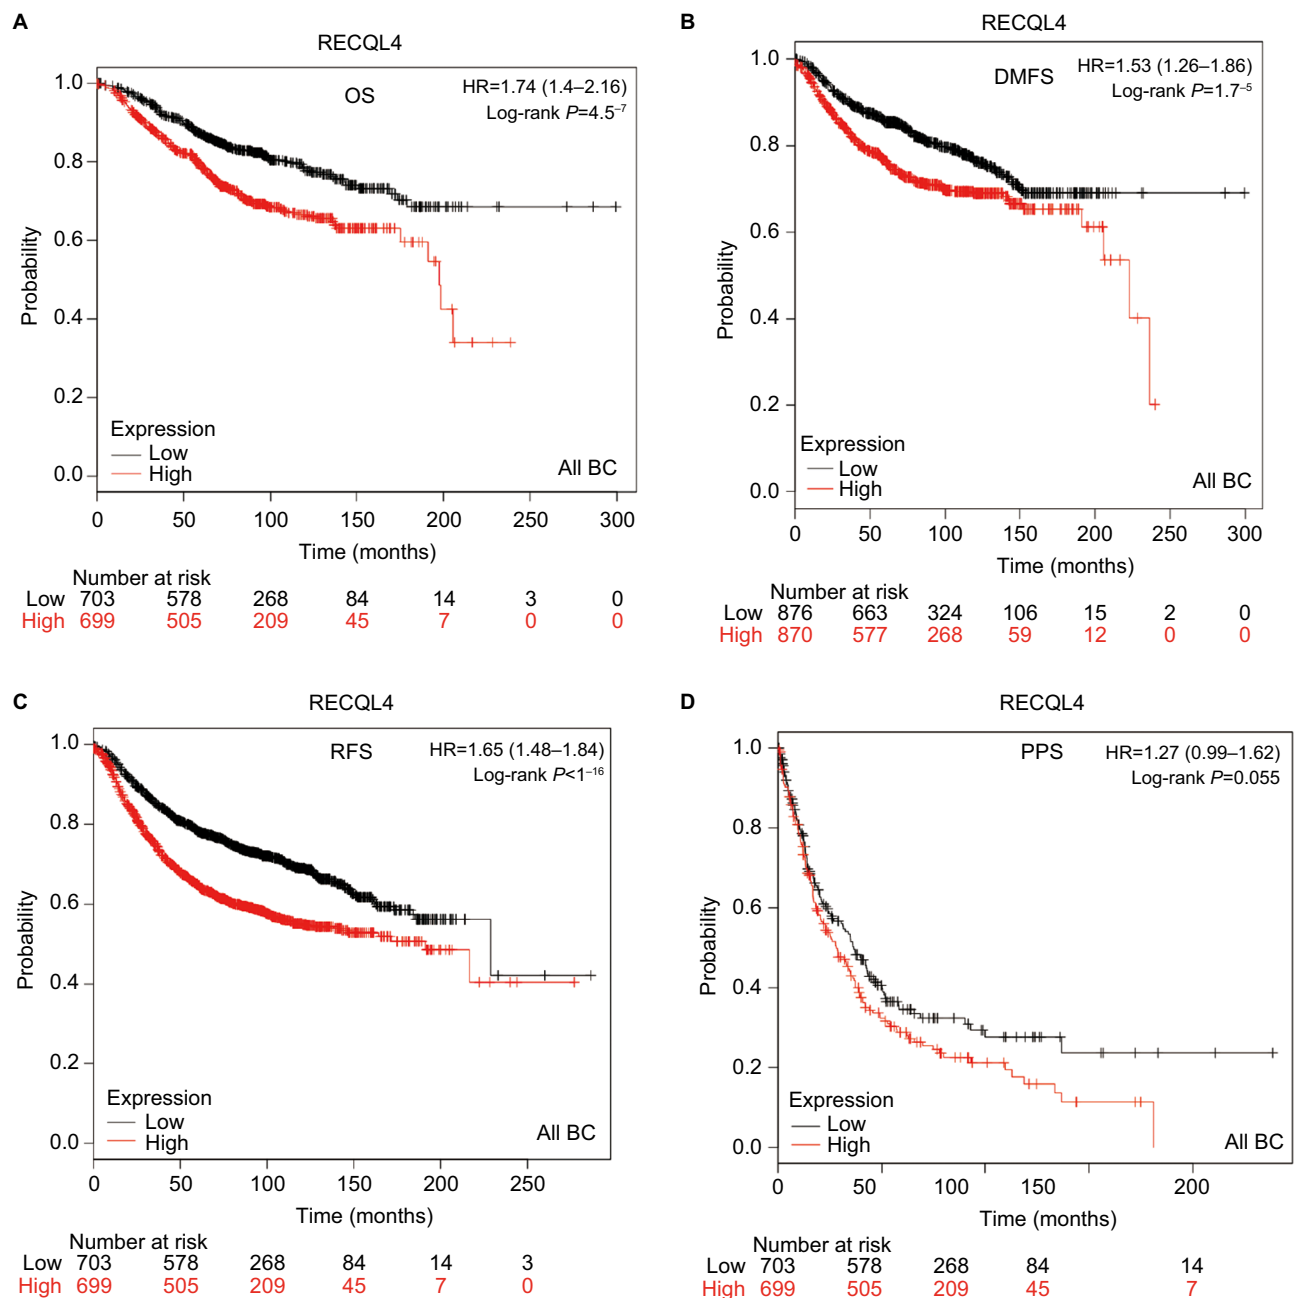 A
RECQL4
OS
HR=1.74 (1.4–2.16)
Log-rank P=4.5⁻⁷
1.0
0.8
0.6
0.4
0.2
0.0
Probability
Expression
Low
High
All BC
0 50 100 150 200 250 300
Time (months)
Number at risk
Low 703 578 268 84 14 3 0
High 699 505 209 45 7 0 0
B
RECQL4
DMFS
HR=1.53 (1.26–1.86)
Log-rank P=1.7⁻⁵
1.0
0.8
0.6
0.4
0.2
0.0
Probability
Expression
Low
High
All BC
0 50 100 150 200 250 300
Time (months)
Number at risk
Low 876 663 324 106 15 2 0
High 870 577 268 59 12 0 0
C
RECQL4
RFS
HR=1.65 (1.48–1.84)
Log-rank P<1⁻¹⁶
1.0
0.8
0.6
0.4
0.2
0.0
Probability
Expression
Low
High
All BC
0 50 100 150 200 250
Time (months)
Number at risk
Low 703 578 268 84 14 3
High 699 505 209 45 7 0
D
RECQL4
PPS
HR=1.27 (0.99–1.62)
Log-rank P=0.055
1.0
0.8
0.6
0.4
0.2
0.0
Probability
Expression
Low
High
All BC
0 50 100 150 200
Time (months)
Number at risk
Low 703 578 268 84 14
High 699 505 209 45 7